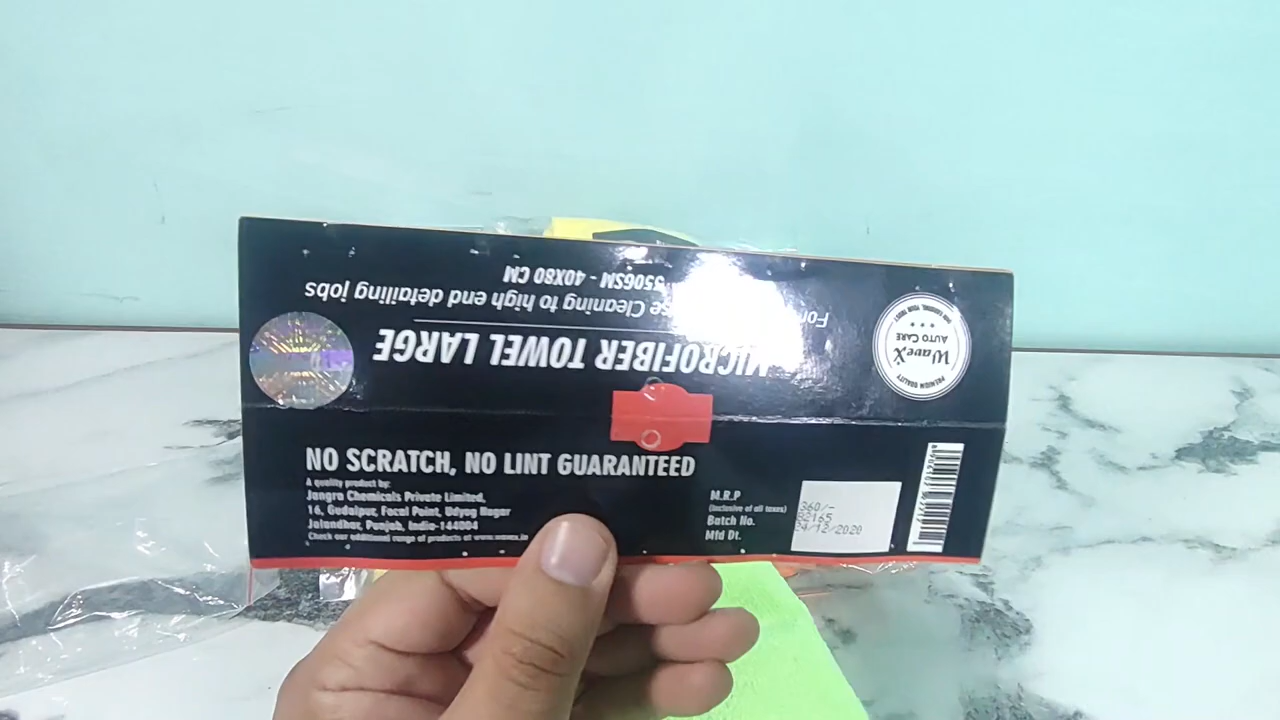 MICROFIBER TOWEL LARGE
Cleaning to high end detailing jobs
40X80 CM
PREMIUM QUALITY
WaveX
AUTO CARE
NO SCRATCH, NO LINT GUARANTEED
A quality product by:
Jangra Chemicals Private Limited,
16, Gadaipur, Focal Point, Udyog Nagar
Jalandhar, Punjab, India-144004
Check our additional range of products at www.wavex.in
M.R.P
(Inclusive of all taxes)
Batch No.
Mfd Dt.
360/-
24/12/2020